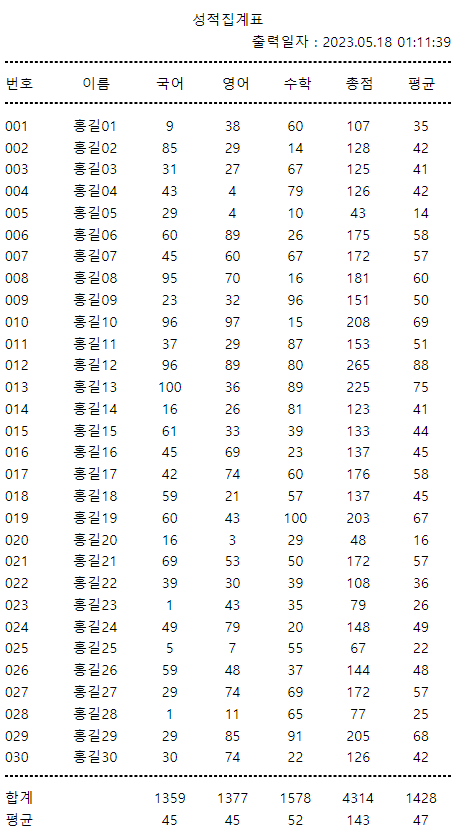 성적집계표
출력일자 : 2023.05.18 01:11:39
번호 이름 국어 영어 수학 총점 평균
001 홍길01 9 38 60 107 35
002 홍길02 85 29 14 128 42
003 홍길03 31 27 67 125 41
004 홍길04 43 4 79 126 42
005 홍길05 29 4 10 43 14
006 홍길06 60 89 26 175 58
007 홍길07 45 60 67 172 57
008 홍길08 95 70 16 181 60
009 홍길09 23 32 96 151 50
010 홍길10 96 97 15 208 69
011 홍길11 37 29 87 153 51
012 홍길12 96 89 80 265 88
013 홍길13 100 36 89 225 75
014 홍길14 16 26 81 123 41
015 홍길15 61 33 39 133 44
016 홍길16 45 69 23 137 45
017 홍길17 42 74 60 176 58
018 홍길18 59 21 57 137 45
019 홍길19 60 43 100 203 67
020 홍길20 16 3 29 48 16
021 홍길21 69 53 50 172 57
022 홍길22 39 30 39 108 36
023 홍길23 1 43 35 79 26
024 홍길24 49 79 20 148 49
025 홍길25 5 7 55 67 22
026 홍길26 59 48 37 144 48
027 홍길27 29 74 69 172 57
028 홍길28 1 11 65 77 25
029 홍길29 29 85 91 205 68
030 홍길30 30 74 22 126 42
합계 1359 1377 1578 4314 1428
평균 45 45 52 143 47